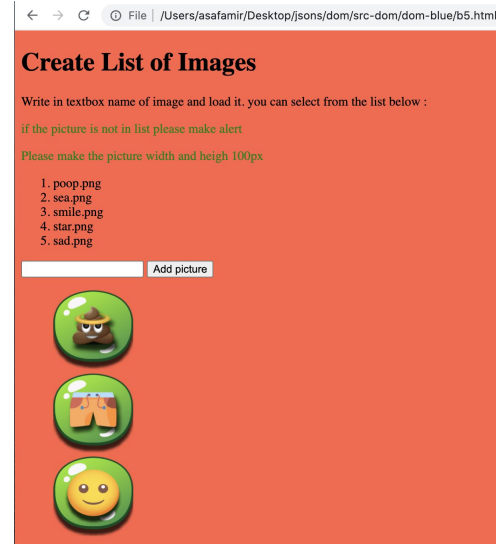 File | /Users/asafamir/Desktop/jsons/dom/src-dom/dom-blue/b5.html
Create List of Images
Write in textbox name of image and load it. you can select from the list below :
if the picture is not in list please make alert
Please make the picture width and heigh 100px
1. poop.png
2. sea.png
3. smile.png
4. star.png
5. sad.png
Add picture